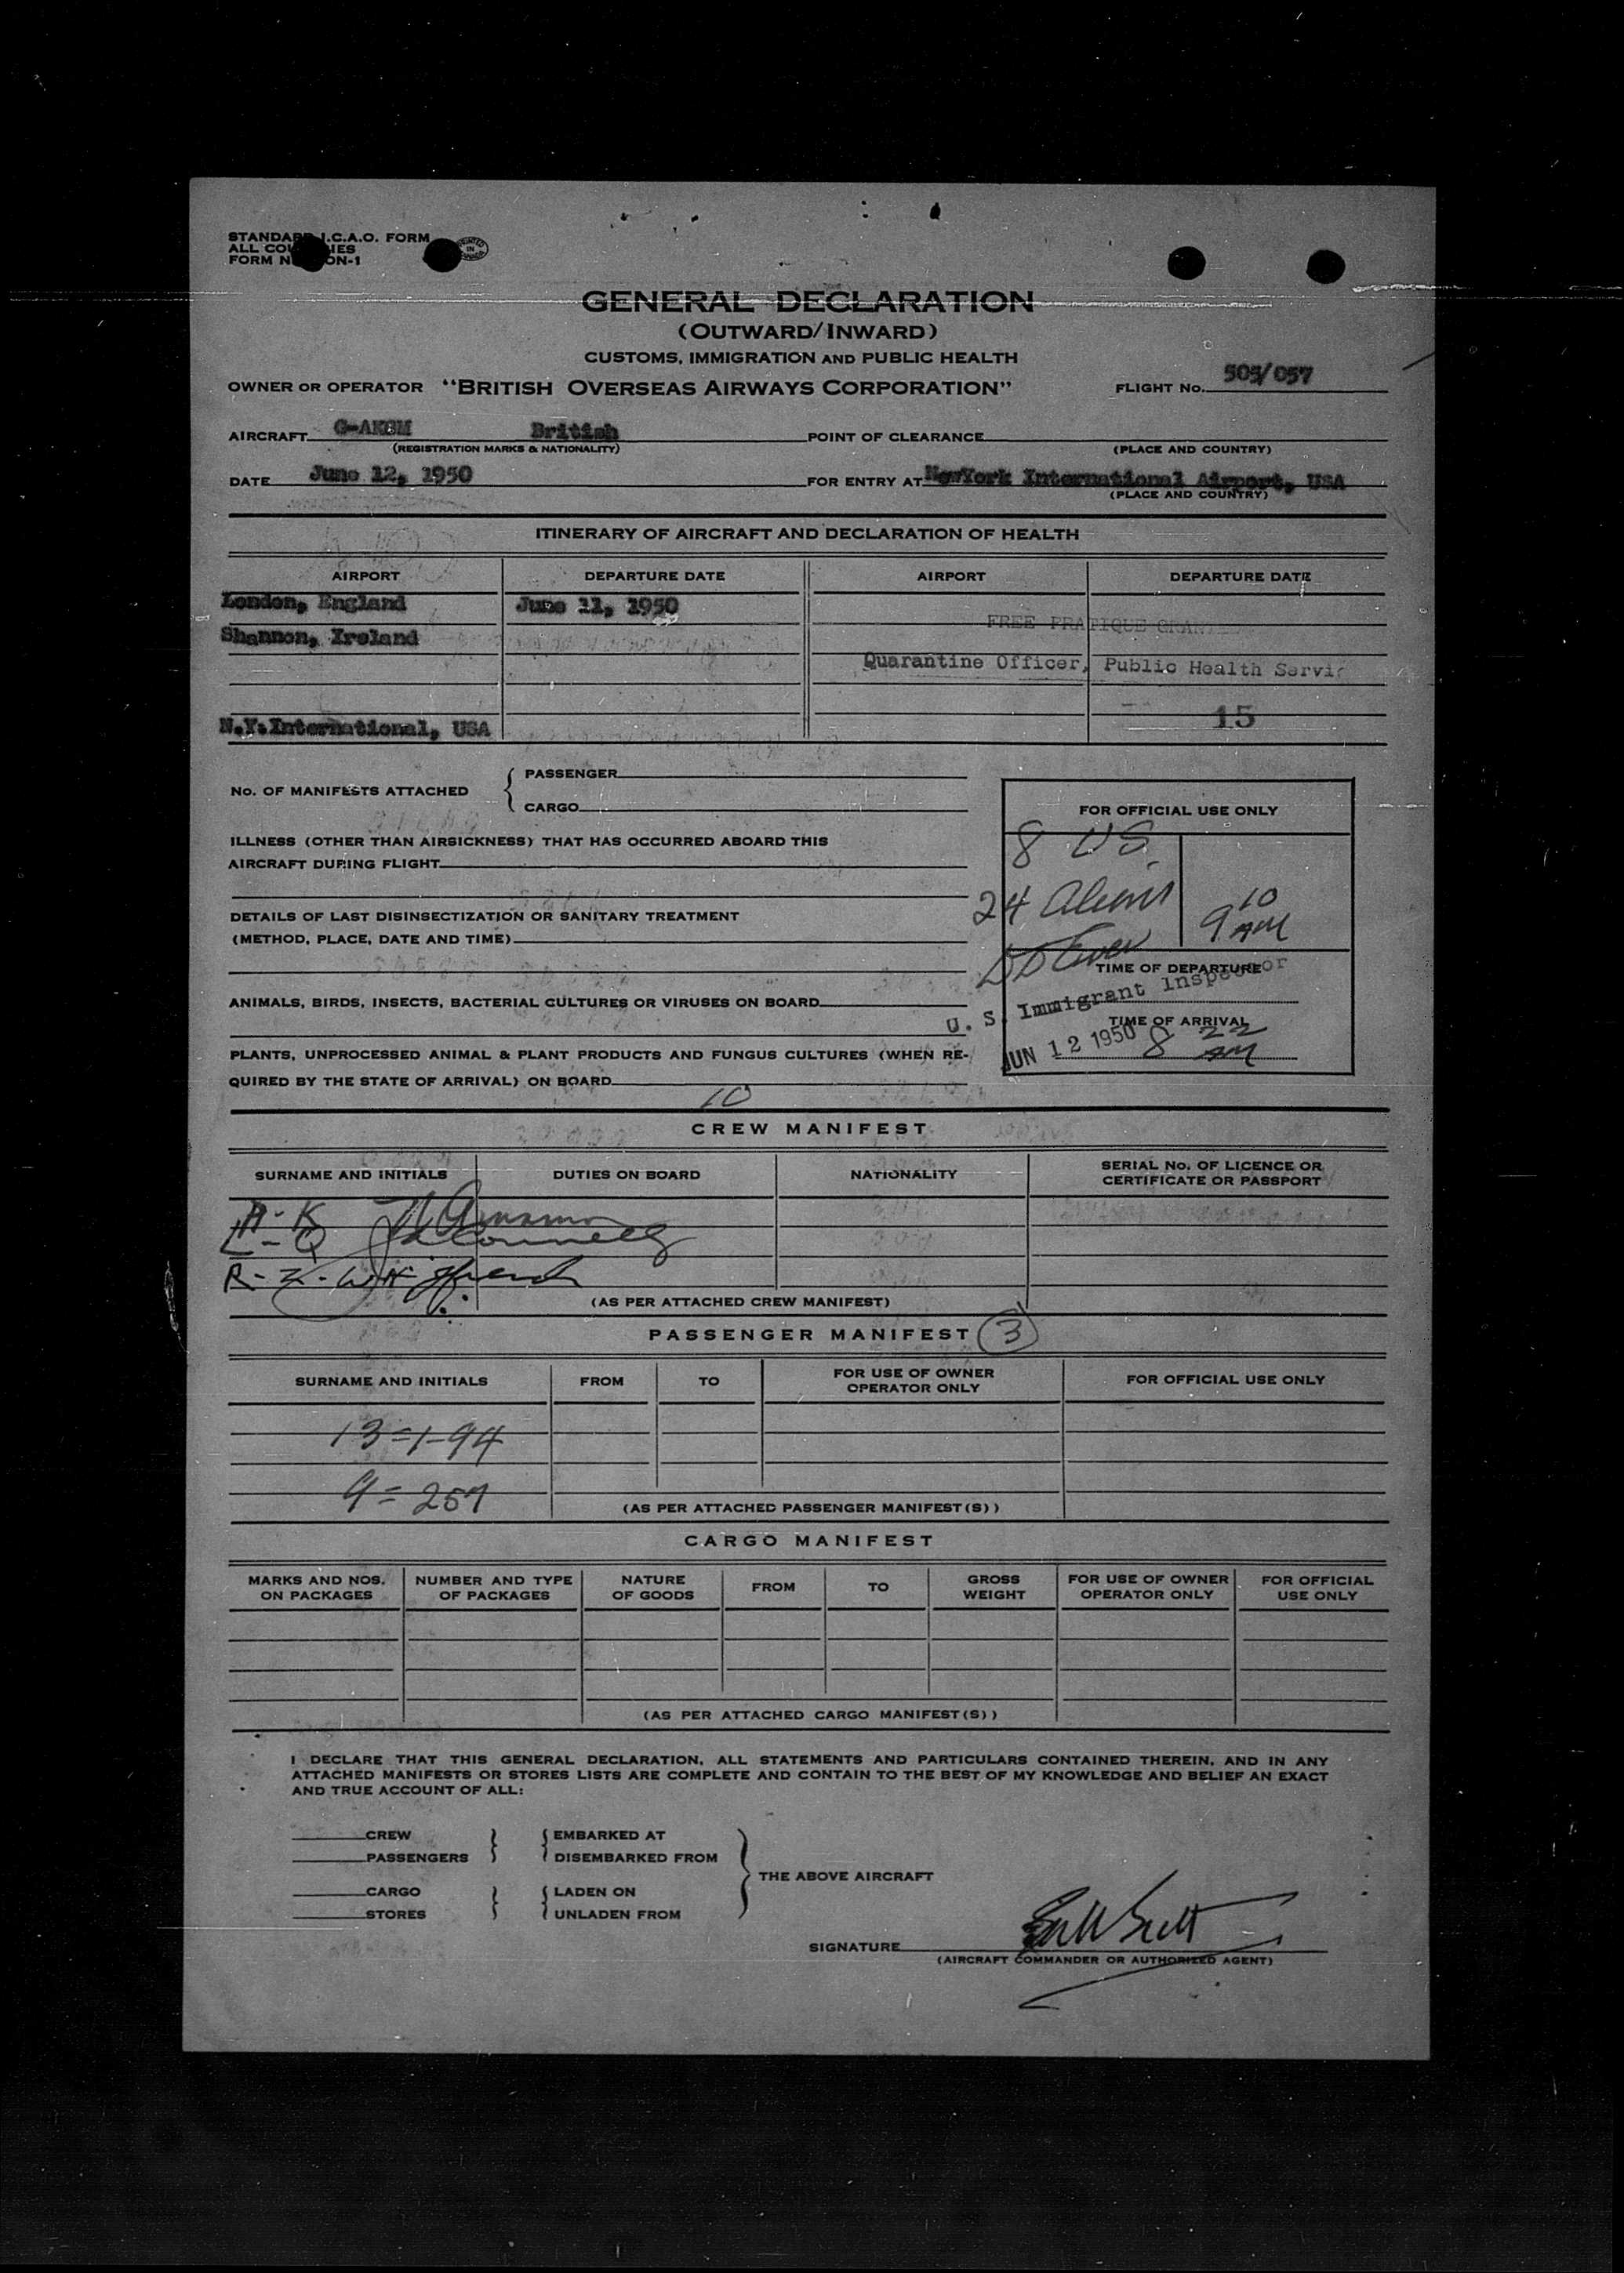 STANDARD I.C.A.O. FORM
ALL COUNTRIES
FORM N ON-1
PRINTED IN CANADA
GENERAL DECLARATION
(OUTWARD/INWARD)
CUSTOMS, IMMIGRATION AND PUBLIC HEALTH
OWNER OR OPERATOR "BRITISH OVERSEAS AIRWAYS CORPORATION" FLIGHT No. 505/057
AIRCRAFT British POINT OF CLEARANCE
(REGISTRATION MARKS & NATIONALITY) (PLACE AND COUNTRY)
DATE June 12, 1950 FOR ENTRY AT NewYork International Airport, USA
(PLACE AND COUNTRY)
ITINERARY OF AIRCRAFT AND DECLARATION OF HEALTH
AIRPORT DEPARTURE DATE AIRPORT DEPARTURE DATE
London, England June 11, 1950
FREE PRATIQUE GRANTED
Shannon, Ireland
Quarantine Officer, Public Health Servic
N.Y.International, USA 15
No. OF MANIFESTS ATTACHED { PASSENGER
CARGO
ILLNESS (OTHER THAN AIRSICKNESS) THAT HAS OCCURRED ABOARD THIS
AIRCRAFT DURING FLIGHT
DETAILS OF LAST DISINSECTIZATION OR SANITARY TREATMENT
(METHOD, PLACE, DATE AND TIME)
ANIMALS, BIRDS, INSECTS, BACTERIAL CULTURES OR VIRUSES ON BOARD
PLANTS, UNPROCESSED ANIMAL & PLANT PRODUCTS AND FUNGUS CULTURES (WHEN RE-
QUIRED BY THE STATE OF ARRIVAL) ON BOARD
FOR OFFICIAL USE ONLY
8 US.
24 Aliens
9 10 AM
TIME OF DEPARTURE
U. S. Immigrant Inspector
TIME OF ARRIVAL
JUN 12 1950 8 22 AM
10
CREW MANIFEST
SURNAME AND INITIALS DUTIES ON BOARD NATIONALITY SERIAL No. OF LICENCE OR
CERTIFICATE OR PASSPORT
A-K
L-Q
R-Z
(AS PER ATTACHED CREW MANIFEST)
PASSENGER MANIFEST 3
SURNAME AND INITIALS FROM TO FOR USE OF OWNER
OPERATOR ONLY FOR OFFICIAL USE ONLY
13=1-94
9=257
(AS PER ATTACHED PASSENGER MANIFEST(S))
CARGO MANIFEST
MARKS AND NOS.
ON PACKAGES NUMBER AND TYPE
OF PACKAGES NATURE
OF GOODS FROM TO GROSS
WEIGHT FOR USE OF OWNER
OPERATOR ONLY FOR OFFICIAL
USE ONLY
(AS PER ATTACHED CARGO MANIFEST(S))
I DECLARE THAT THIS GENERAL DECLARATION, ALL STATEMENTS AND PARTICULARS CONTAINED THEREIN, AND IN ANY
ATTACHED MANIFESTS OR STORES LISTS ARE COMPLETE AND CONTAIN TO THE BEST OF MY KNOWLEDGE AND BELIEF AN EXACT
AND TRUE ACCOUNT OF ALL:
CREW } { EMBARKED AT
PASSENGERS DISEMBARKED FROM
} THE ABOVE AIRCRAFT
CARGO } { LADEN ON
STORES UNLADEN FROM
SIGNATURE
(AIRCRAFT COMMANDER OR AUTHORIZED AGENT)